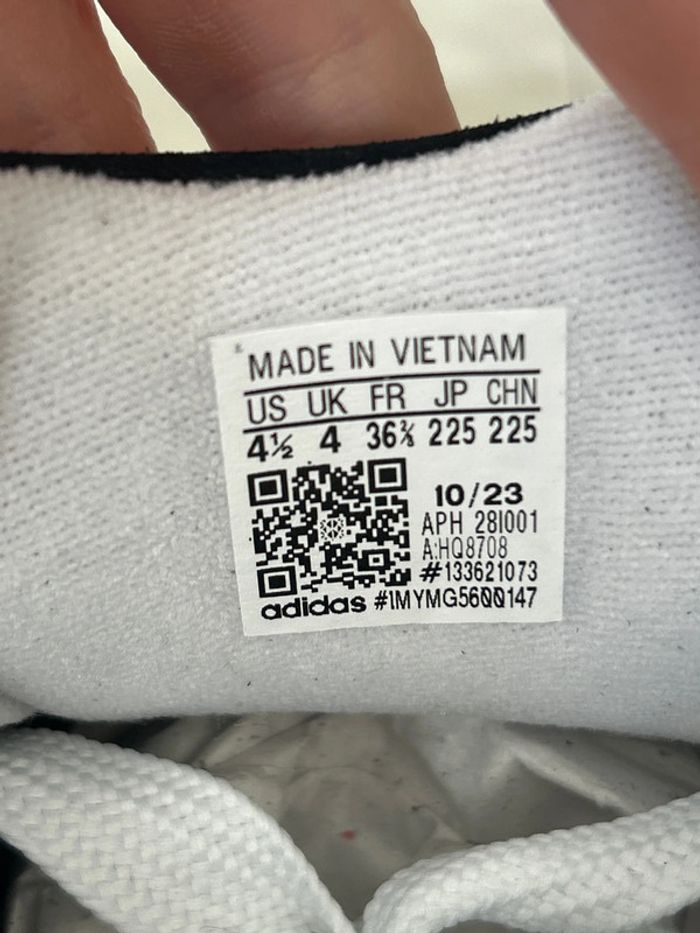 MADE IN VIETNAM
US UK FR JP CHN
4½ 4 36⅔ 225 225
10/23
APH 28I001
A:HQ8708
#133621073
adidas #1MYMG5600147